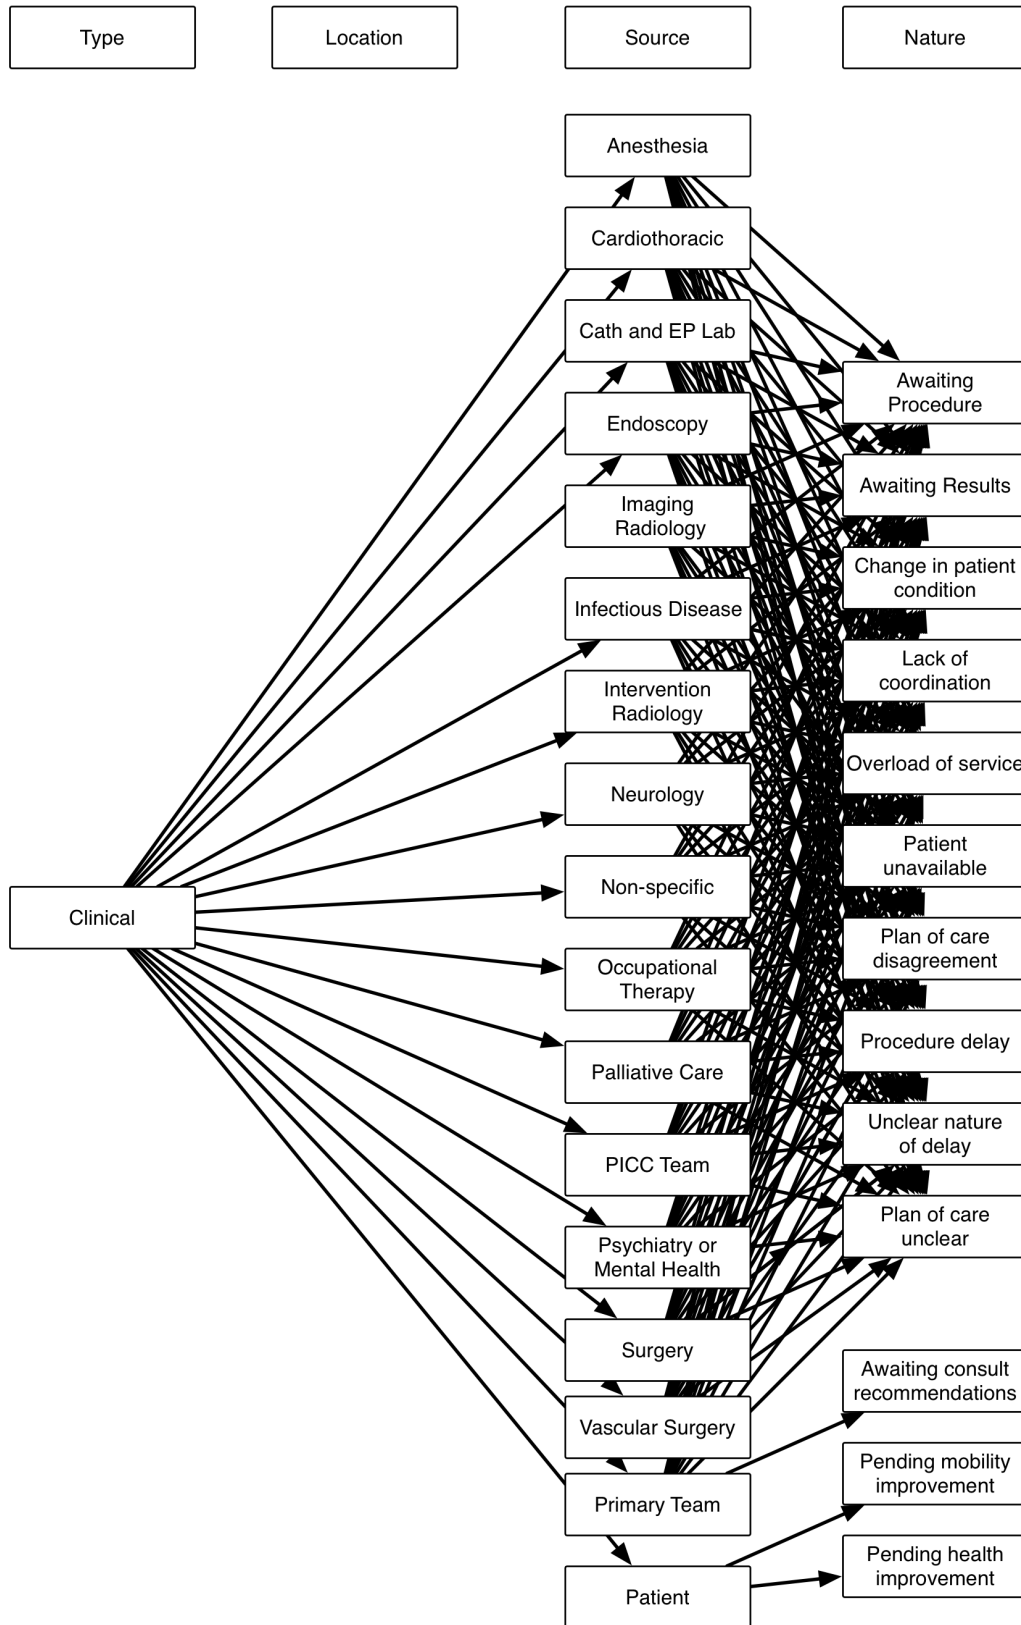 Type
Location
Source
Nature
Anesthesia
Cardiothoracic
Cath and EP Lab
Endoscopy
Imaging
Radiology
Infectious Disease
Intervention
Radiology
Neurology
Non-specific
Occupational
Therapy
Palliative Care
PICC Team
Psychiatry or
Mental Health
Surgery
Vascular Surgery
Primary Team
Patient
Clinical
Awaiting
Procedure
Awaiting Results
Change in patient
condition
Lack of
coordination
Overload of service
Patient
unavailable
Plan of care
disagreement
Procedure delay
Unclear nature
of delay
Plan of care
unclear
Awaiting consult
recommendations
Pending mobility
improvement
Pending health
improvement